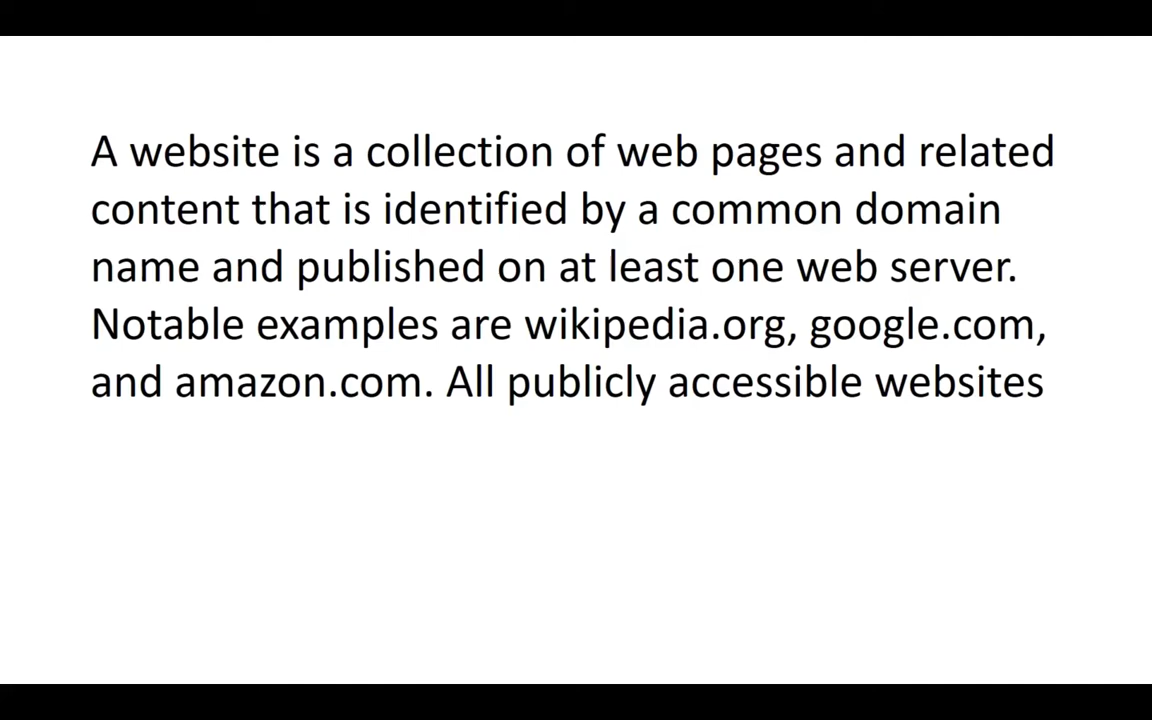 A website is a collection of web pages and related
content that is identified by a common domain
name and published on at least one web server.
Notable examples are wikipedia.org, google.com,
and amazon.com. All publicly accessible websites